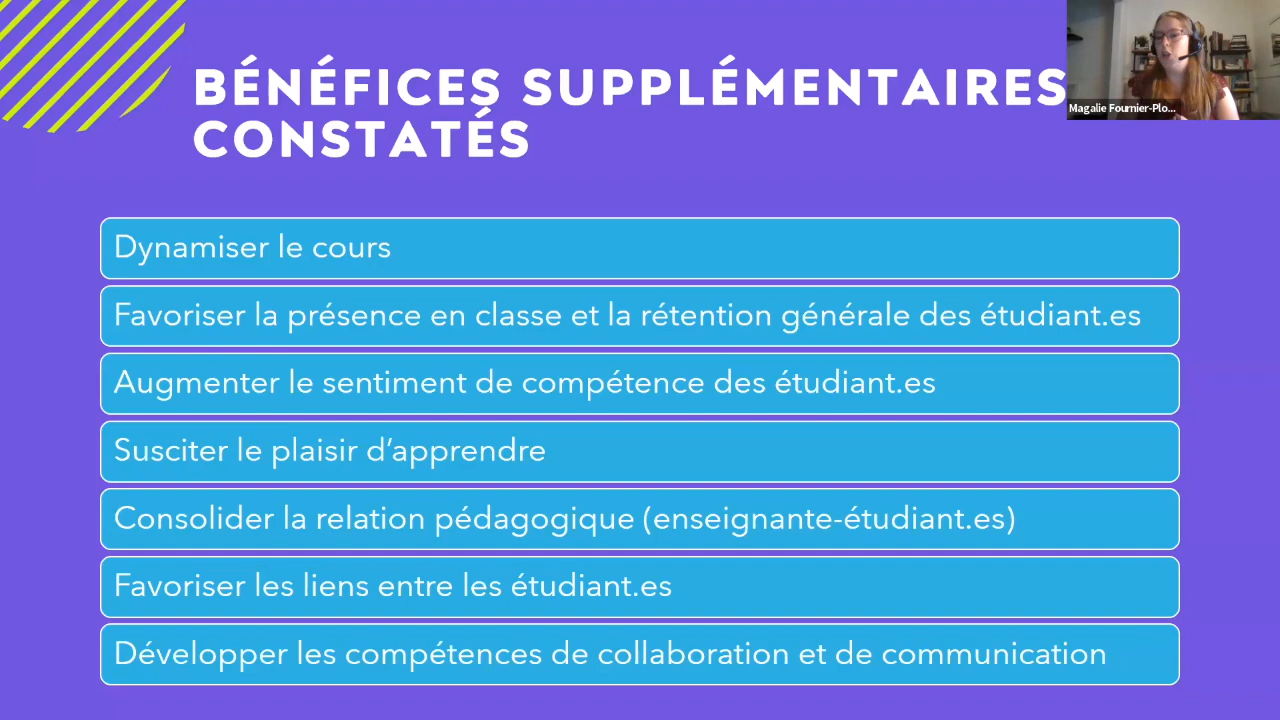 BÉNÉFICES SUPPLÉMENTAIRES
CONSTATÉS
Magalie Fournier-Plo...
Dynamiser le cours
Favoriser la présence en classe et la rétention générale des étudiant.es
Augmenter le sentiment de compétence des étudiant.es
Susciter le plaisir d’apprendre
Consolider la relation pédagogique (enseignante-étudiant.es)
Favoriser les liens entre les étudiant.es
Développer les compétences de collaboration et de communication